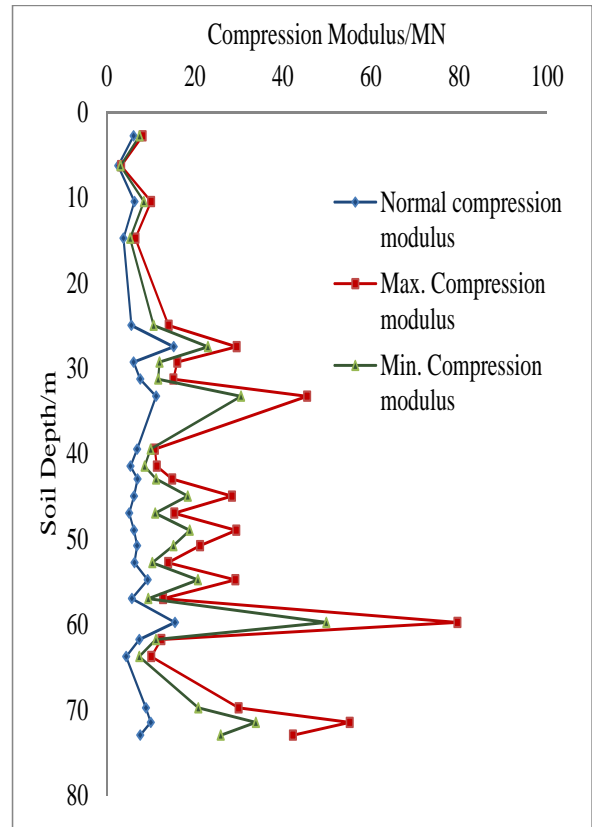 Compression Modulus/MN
0 20 40 60 80 100
0
10
20
30
40
50
60
70
80
Soil Depth/m
Normal compression
modulus
Max. Compression
modulus
Min. Compression
modulus